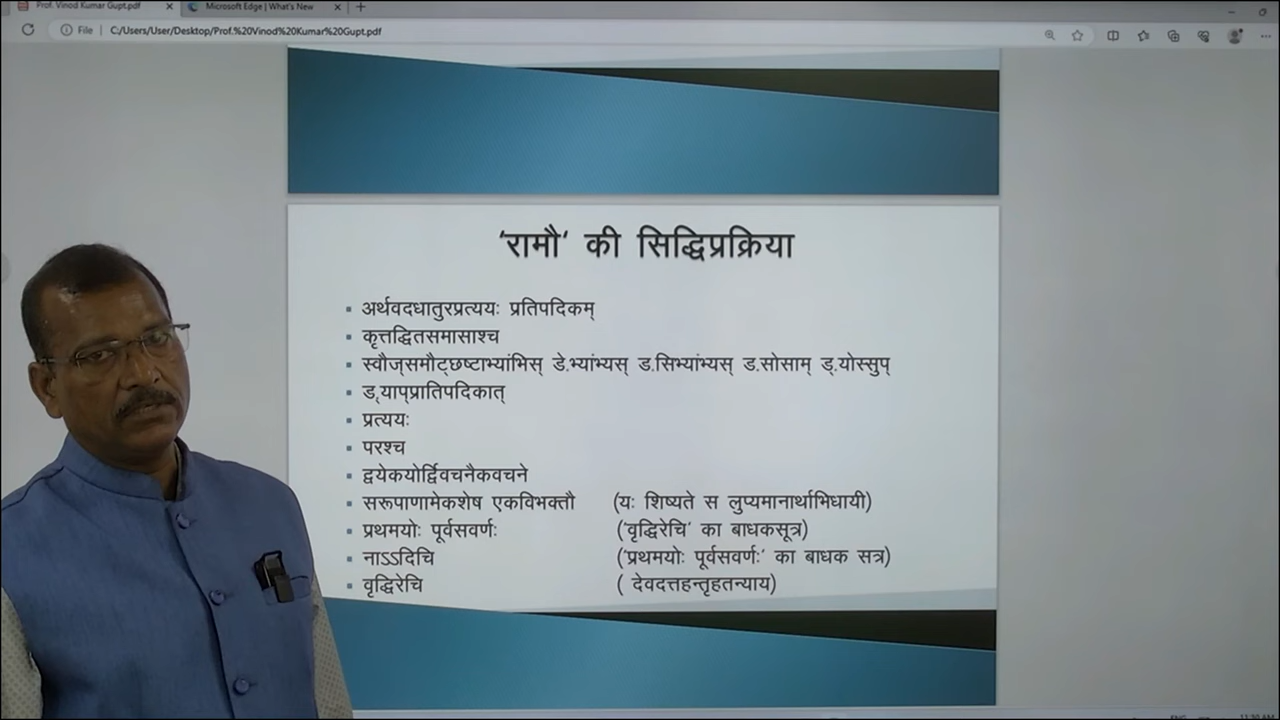 Prof. Vinod Kumar Gupt.pdf
Microsoft Edge | What's New
File
C:/Users/User/Desktop/Prof.%20Vinod%20Kumar%20Gupt.pdf
‘रामौ‘ की सिद्धिप्रक्रिया
अर्थवदधातुरप्रत्ययः प्रतिपदिकम्
कृत्तद्धितसमासाश्च
स्वौज्समौट्छष्टाभ्यांभिस् डे.भ्यांभ्यस् ड.सिभ्यांभ्यस् ड.सोसाम् ड्.योस्सुप्
ड्.याप्प्रातिपदिकात्
प्रत्ययः
परश्च
द्वयेकयोर्द्विवचनैकवचने
सरूपाणामेकशेष एकविभक्तौ (यः शिष्यते स लुप्यमानार्थाभिधायी)
प्रथमयोः पूर्वसवर्णः (‘वृद्धिरेचि‘ का बाधकसूत्र)
नाऽऽदिचि (‘प्रथमयोः पूर्वसवर्णः‘ का बाधक सत्र)
वृद्धिरेचि ( देवदत्तहन्तृहतन्याय)